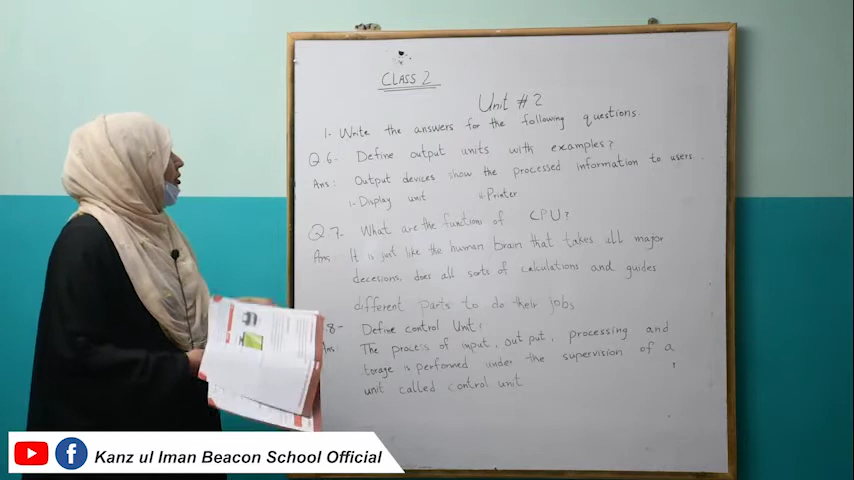 CLASS 2
Unit # 2
1- Write the answers for the following questions.
Q 6- Define output units with examples?
Ans: Output devices show the processed information to users.
i- Display unit ii- Printer
Q 7- What are the functions of CPU?
Ans It is just like the human brain that takes all major
decesions, does all sorts of calculations and guides
different parts to do their jobs
.8- Define control Unit?
Ans: The process of input, out put, processing and
torage is performed under the supervision of a
unit called control unit
Kanz ul Iman Beacon School Official